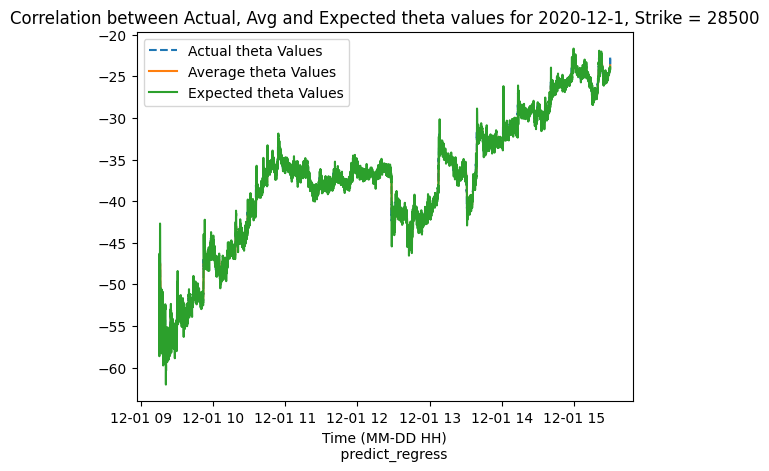 Correlation between Actual, Avg and Expected theta values for 2020-12-1, Strike = 28500
Actual theta Values
Average theta Values
Expected theta Values
−20
−25
−30
−35
−40
−45
−50
−55
−60
12-01 09 12-01 10 12-01 11 12-01 12 12-01 13 12-01 14 12-01 15
Time (MM-DD HH)
predict_regress